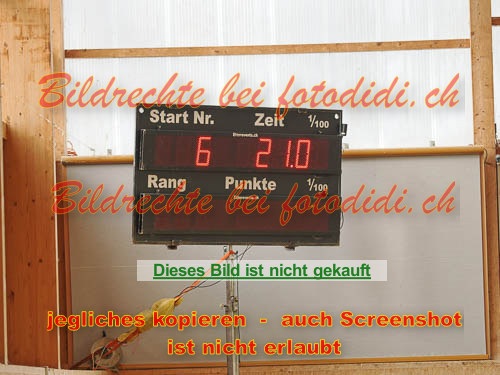 Bildrechte bei fotodidi.ch
Start Nr. Zeit 1/100
6 21.0
Rang Punkte 1/100
Bildrechte bei fotodidi.ch
Dieses Bild ist nicht gekauft
jegliches kopieren - auch Screenshot
ist nicht erlaubt